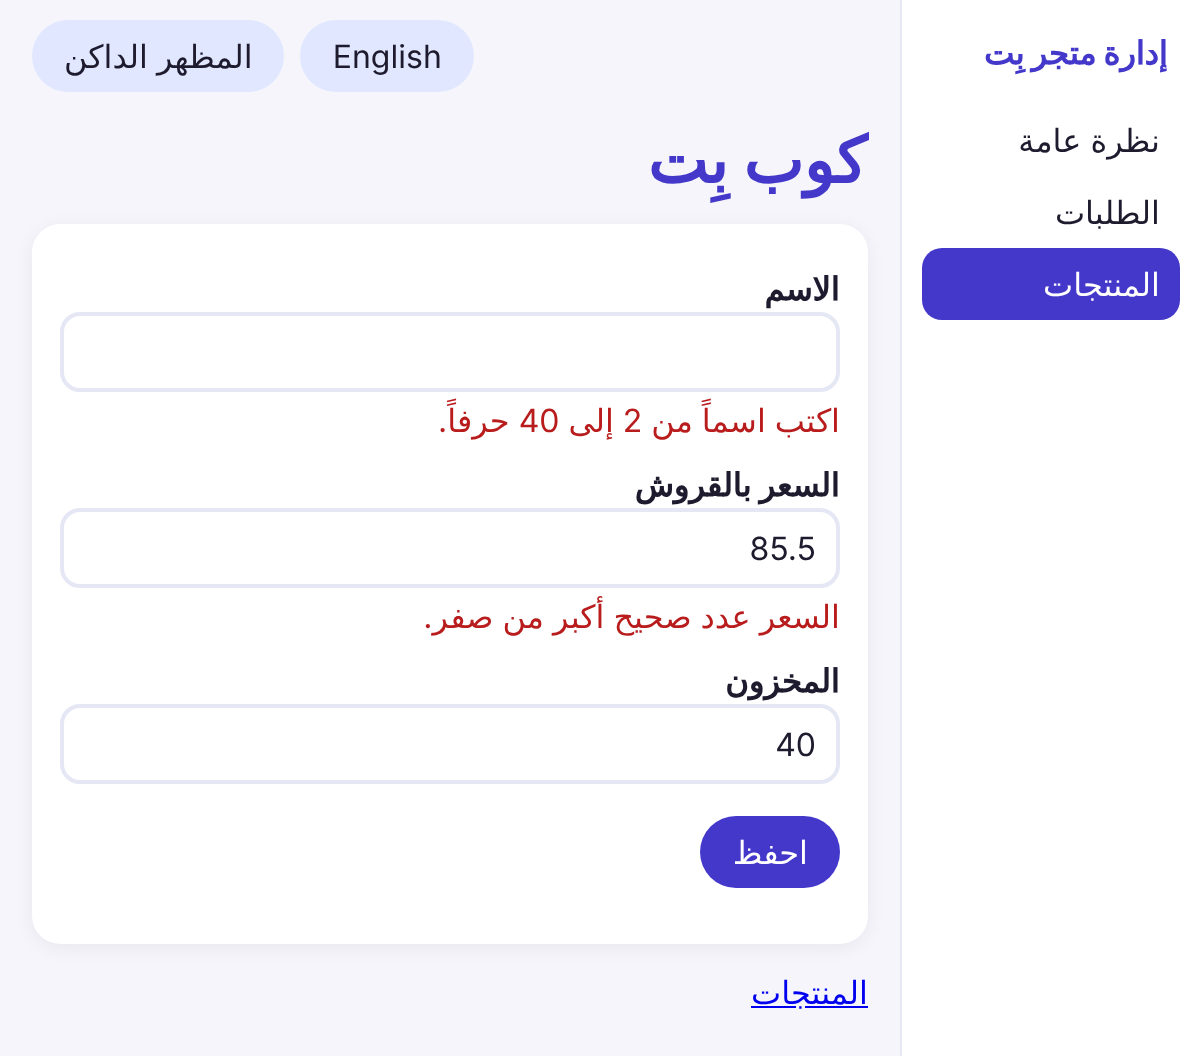 إدارة متجر بِت
نظرة عامة
الطلبات
المنتجات
English
المظهر الداكن
كوب بِت
الاسم
اكتب اسماً من 2 إلى 40 حرفاً.
السعر بالقروش
85.5
السعر عدد صحيح أكبر من صفر.
المخزون
40
احفظ
المنتجات